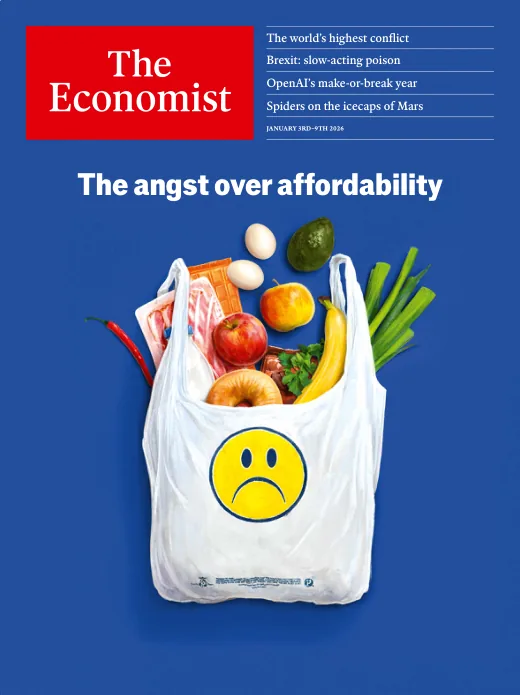 The
Economist
The world's highest conflict
Brexit: slow-acting poison
OpenAI's make-or-break year
Spiders on the icecaps of Mars
JANUARY 3RD–9TH 2026
The angst over affordability